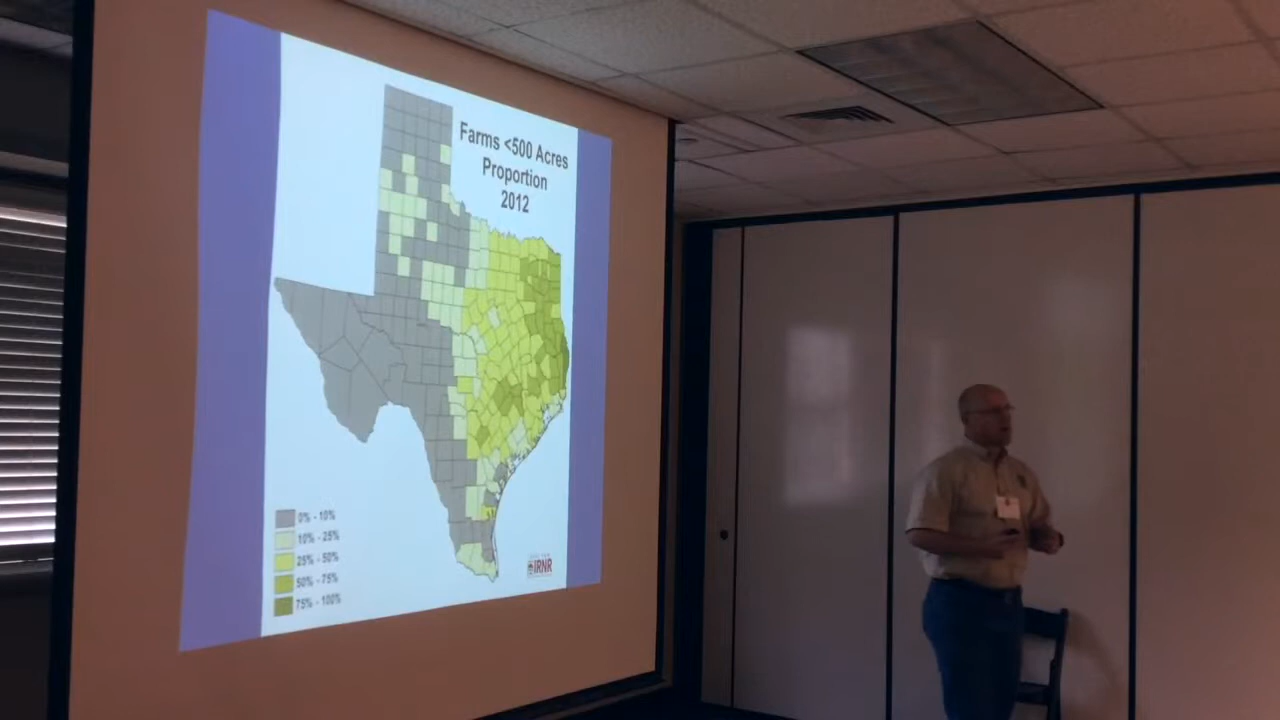 Farms <500 Acres
Proportion
2012
0% - 10%
10% - 25%
25% - 50%
50% - 75%
75% - 100%
IRNR